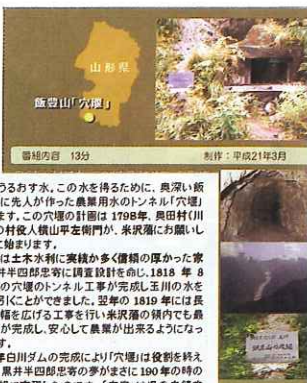 山形県
飯豊山「穴堰」
番組内容 13分
制作:平成21年3月
うるおす水。この水を得るために、奥深い飯
に先人が作った農業用水のトンネル「穴堰」
ます。この穴堰の計画は 1798年、奥田村(川
の村役人横山平左衛門が、米沢藩にお願いし
に始まります。
は土木水利に実績か多く信頼の厚かった家
井半四郎忠寄に調査設計を命じ、1818 年 8
の穴堰のトンネル工事が完成し玉川の水を
引くことができました。翌年の 1819 年には長
幅を広げる工事を行い米沢藩の領内でも最
が完成し、安心して農業が出来るようになっ
す。
年白川ダムの完成により「穴堰」は役割を終え
黒井半四郎忠寄の夢がまさに 190 年の時の